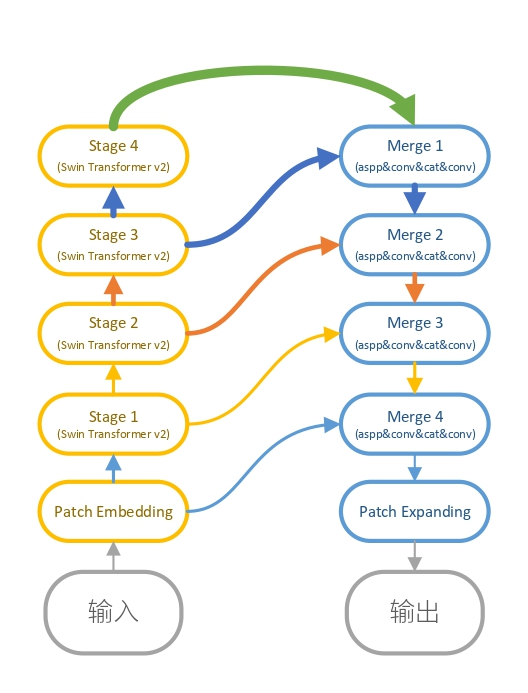 Stage 4
(Swin Transformer v2)
Stage 3
(Swin Transformer v2)
Stage 2
(Swin Transformer v2)
Stage 1
(Swin Transformer v2)
Patch Embedding
输入
Merge 1
(aspp&conv&cat&conv)
Merge 2
(aspp&conv&cat&conv)
Merge 3
(aspp&conv&cat&conv)
Merge 4
(aspp&conv&cat&conv)
Patch Expanding
输出